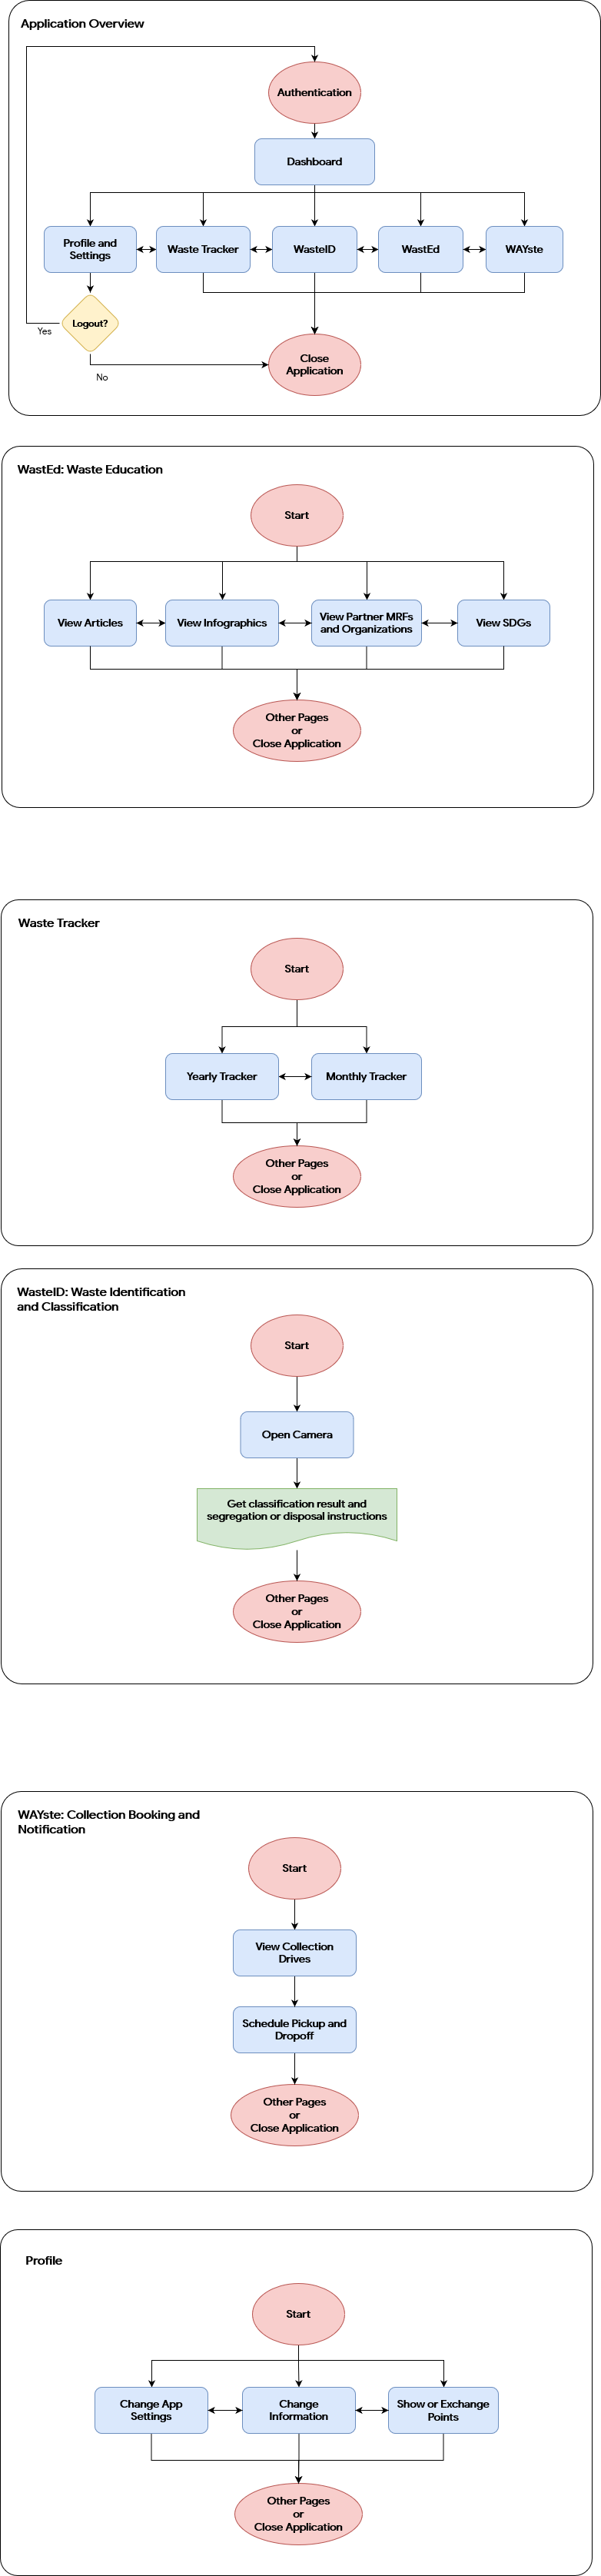 Application Overview
Authentication
Dashboard
Profile and
Settings
Waste Tracker
WasteID
WastEd
WAYste
Logout?
Yes
No
Close
Application
WastEd: Waste Education
Start
View Articles
View Infographics
View Partner MRFs
and Organizations
View SDGs
Other Pages
or
Close Application
Waste Tracker
Start
Yearly Tracker
Monthly Tracker
Other Pages
or
Close Application
WasteID: Waste Identification
and Classification
Start
Open Camera
Get classification result and
segregation or disposal instructions
Other Pages
or
Close Application
WAYste: Collection Booking and
Notification
Start
View Collection
Drives
Schedule Pickup and
Dropoff
Other Pages
or
Close Application
Profile
Start
Change App
Settings
Change
Information
Show or Exchange
Points
Other Pages
or
Close Application